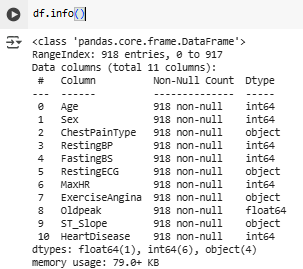 df.info()
<class 'pandas.core.frame.DataFrame'>
RangeIndex: 918 entries, 0 to 917
Data columns (total 11 columns):
 #   Column          Non-Null Count  Dtype
---  ------          --------------  -----
 0   Age             918 non-null    int64
 1   Sex             918 non-null    int64
 2   ChestPainType   918 non-null    object
 3   RestingBP       918 non-null    int64
 4   FastingBS       918 non-null    int64
 5   RestingECG      918 non-null    object
 6   MaxHR           918 non-null    int64
 7   ExerciseAngina  918 non-null    object
 8   Oldpeak         918 non-null    float64
 9   ST_Slope        918 non-null    object
 10  HeartDisease    918 non-null    int64
dtypes: float64(1), int64(6), object(4)
memory usage: 79.0+ KB